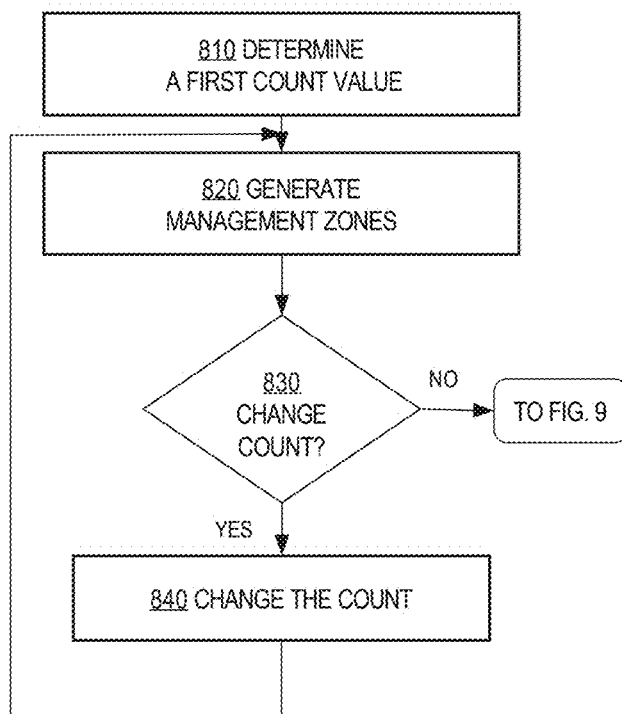 810 DETERMINE
A FIRST COUNT VALUE
820 GENERATE
MANAGEMENT ZONES
830
CHANGE
COUNT?
NO
TO FIG. 9
YES
840 CHANGE THE COUNT